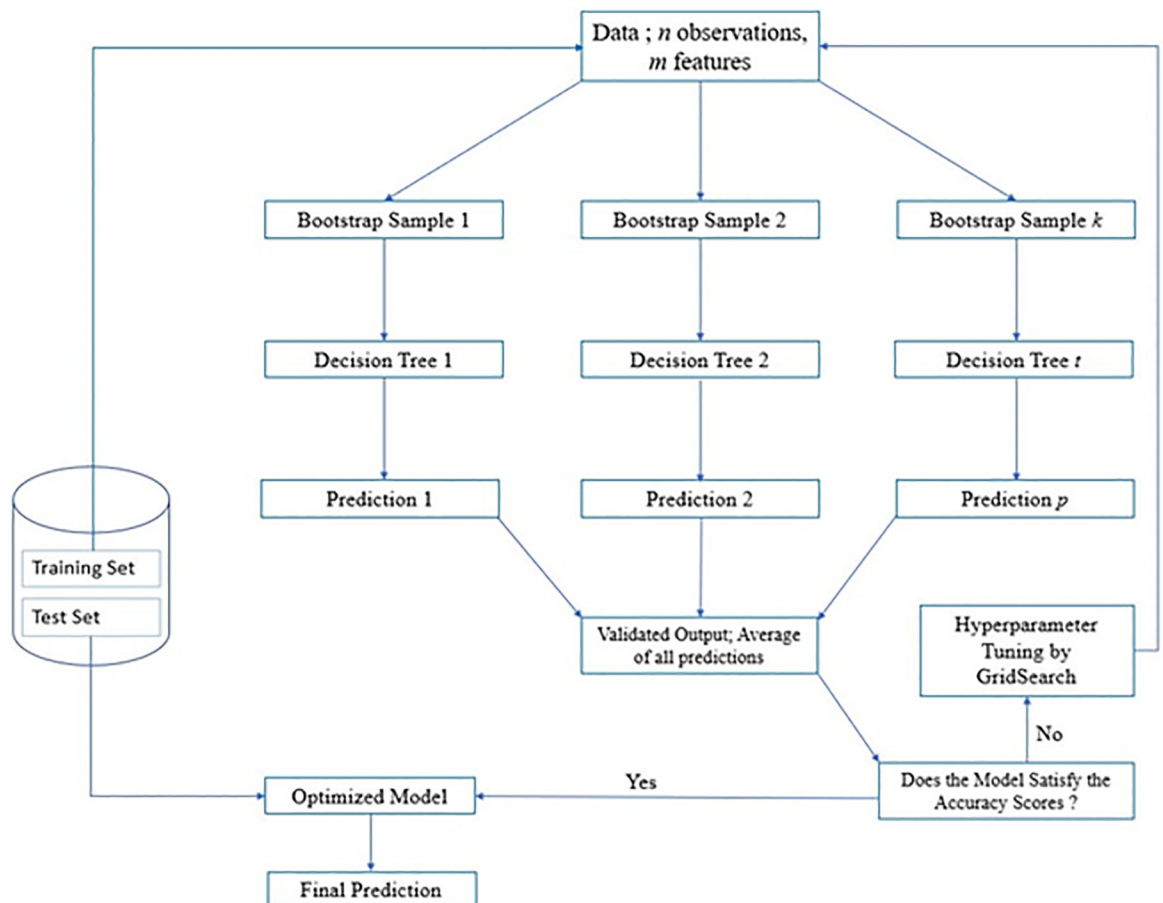 Data ; n observations,
m features
Bootstrap Sample 1
Bootstrap Sample 2
Bootstrap Sample k
Decision Tree 1
Decision Tree 2
Decision Tree t
Prediction 1
Prediction 2
Prediction p
Training Set
Test Set
Validated Output; Average
of all predictions
Hyperparameter
Tuning by
GridSearch
No
Does the Model Satisfy the
Accuracy Scores ?
Yes
Optimized Model
Final Prediction